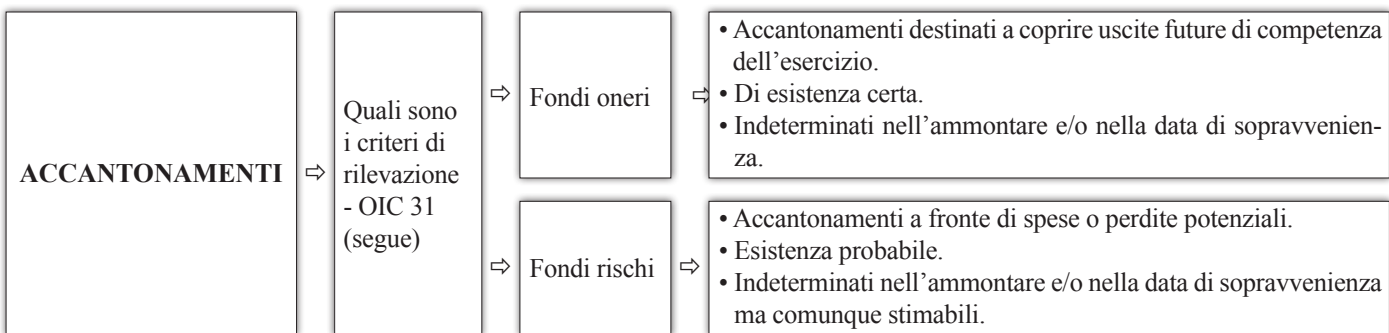 ACCANTONAMENTI
⇨
Quali sono
i criteri di
rilevazione
- OIC 31
(segue)
⇨
Fondi oneri
⇨
• Accantonamenti destinati a coprire uscite future di competenza
dell’esercizio.
• Di esistenza certa.
• Indeterminati nell’ammontare e/o nella data di sopravvenien-
za.
⇨
Fondi rischi
⇨
• Accantonamenti a fronte di spese o perdite potenziali.
• Esistenza probabile.
• Indeterminati nell’ammontare e/o nella data di sopravvenienza
ma comunque stimabili.